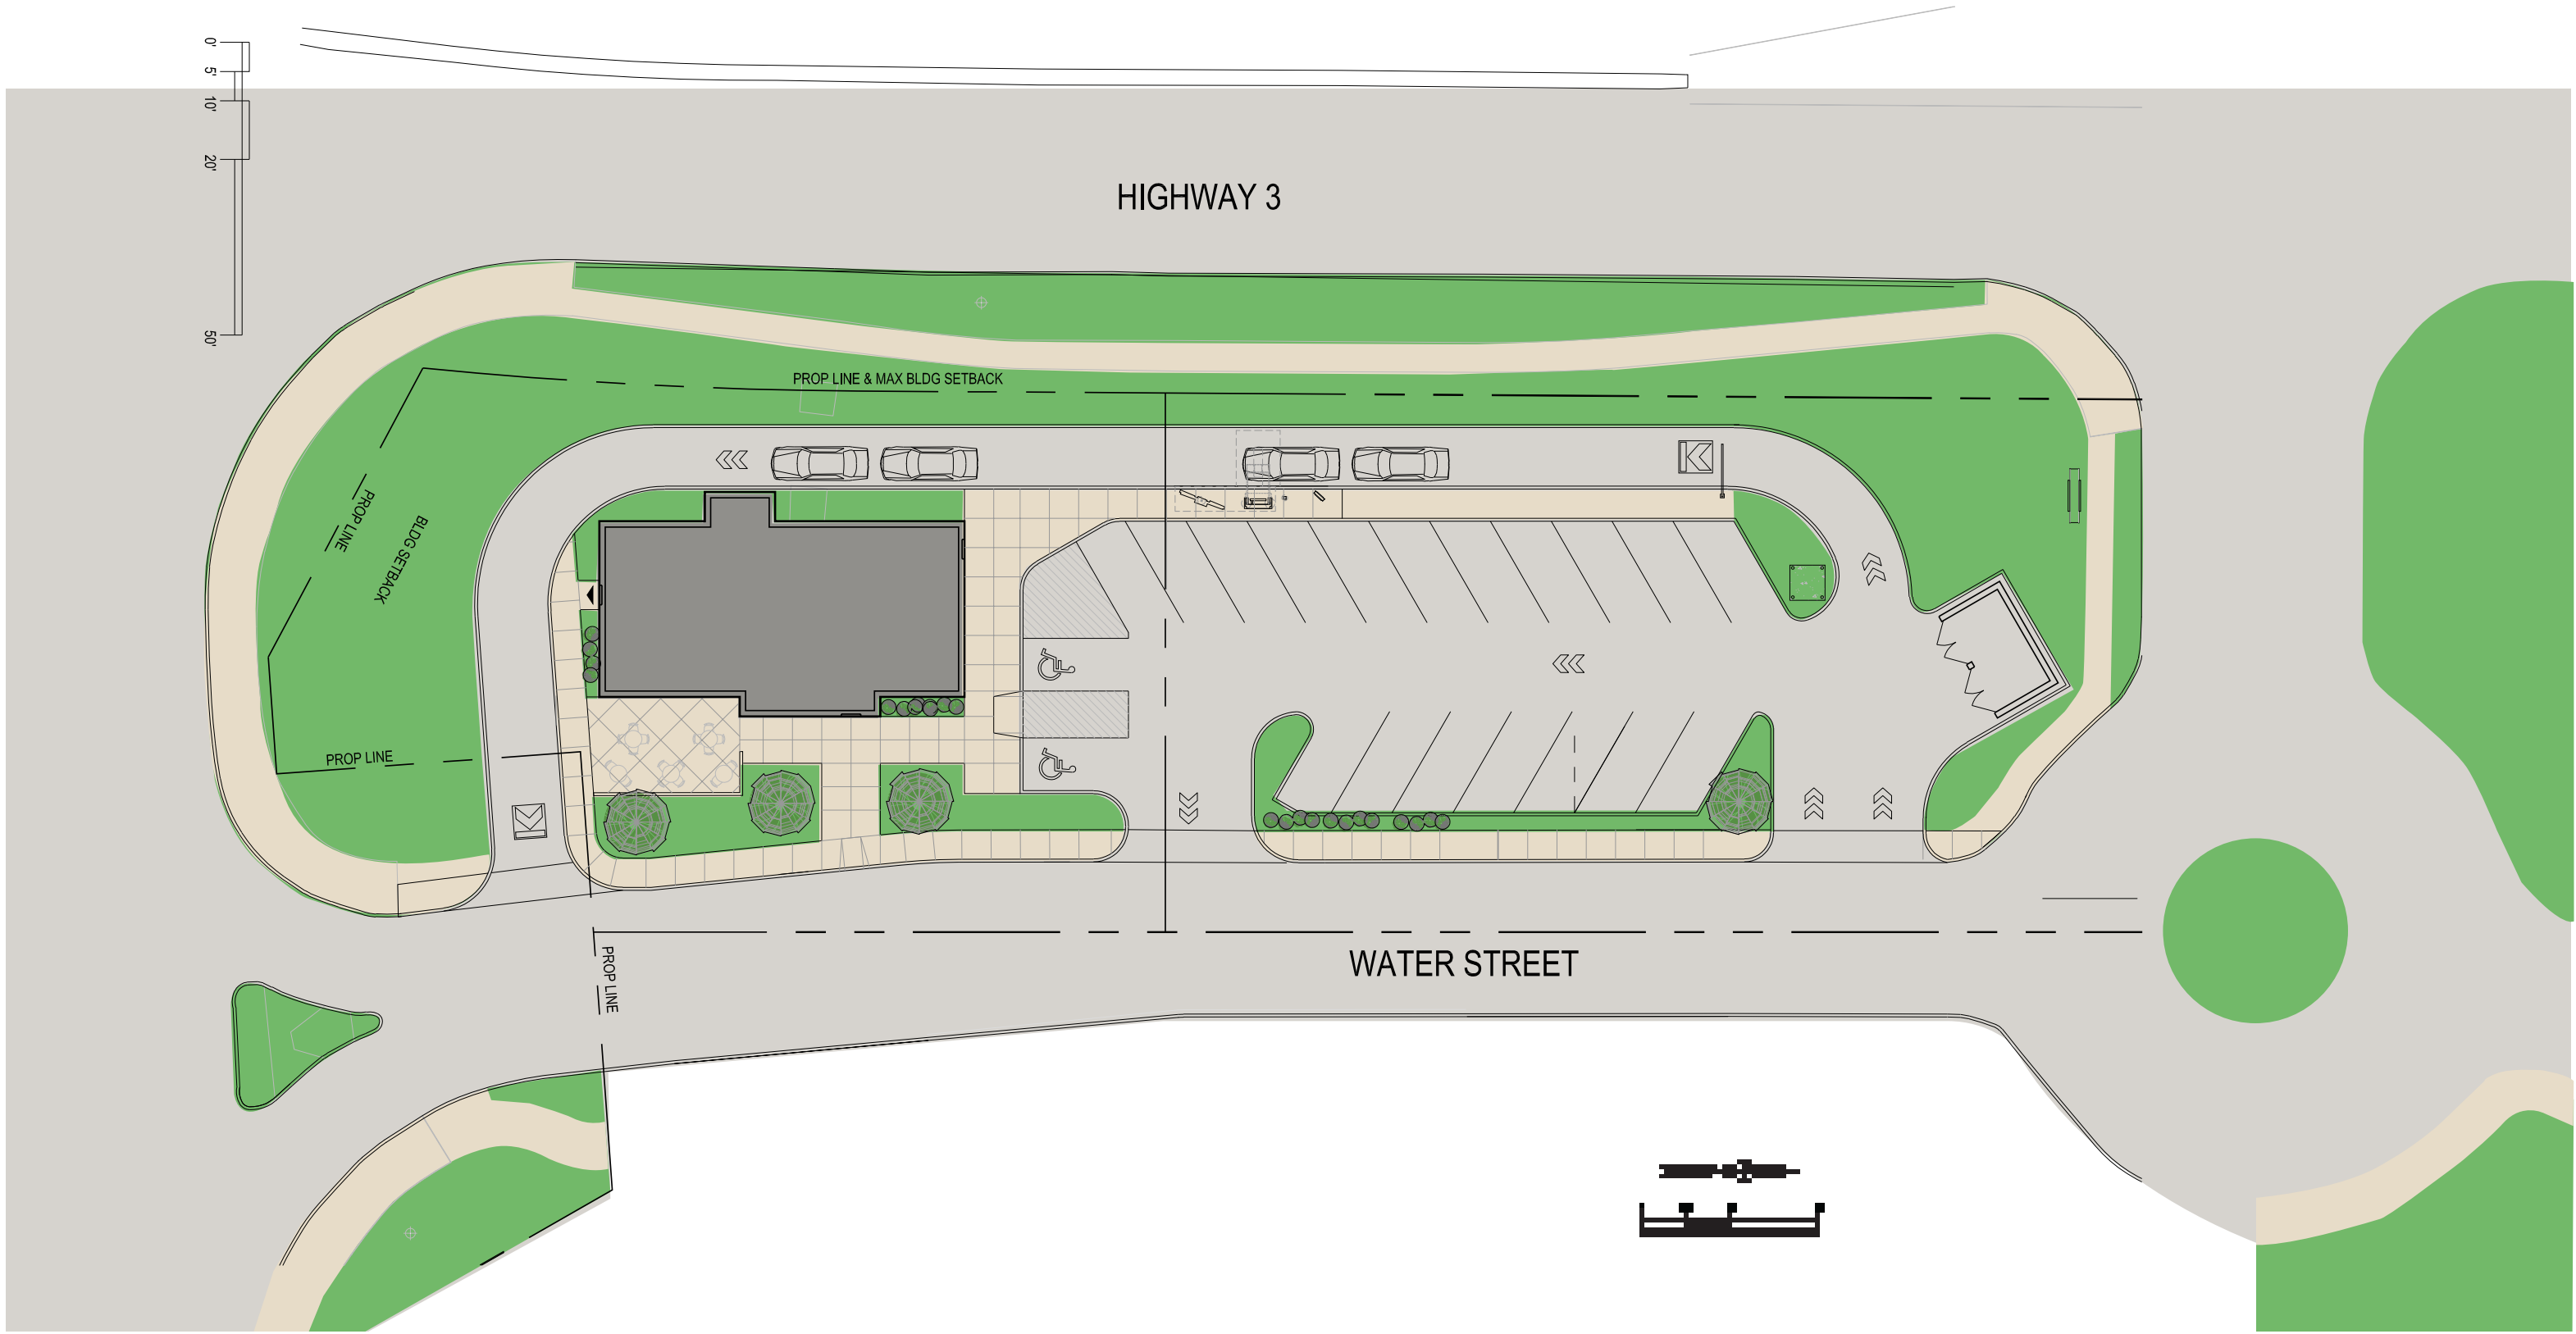 0'
5'
10'
20'
50'
HIGHWAY 3
PROP LINE & MAX BLDG SETBACK
PROP LINE
BLDG SETBACK
PROP LINE
PROP LINE
WATER STREET